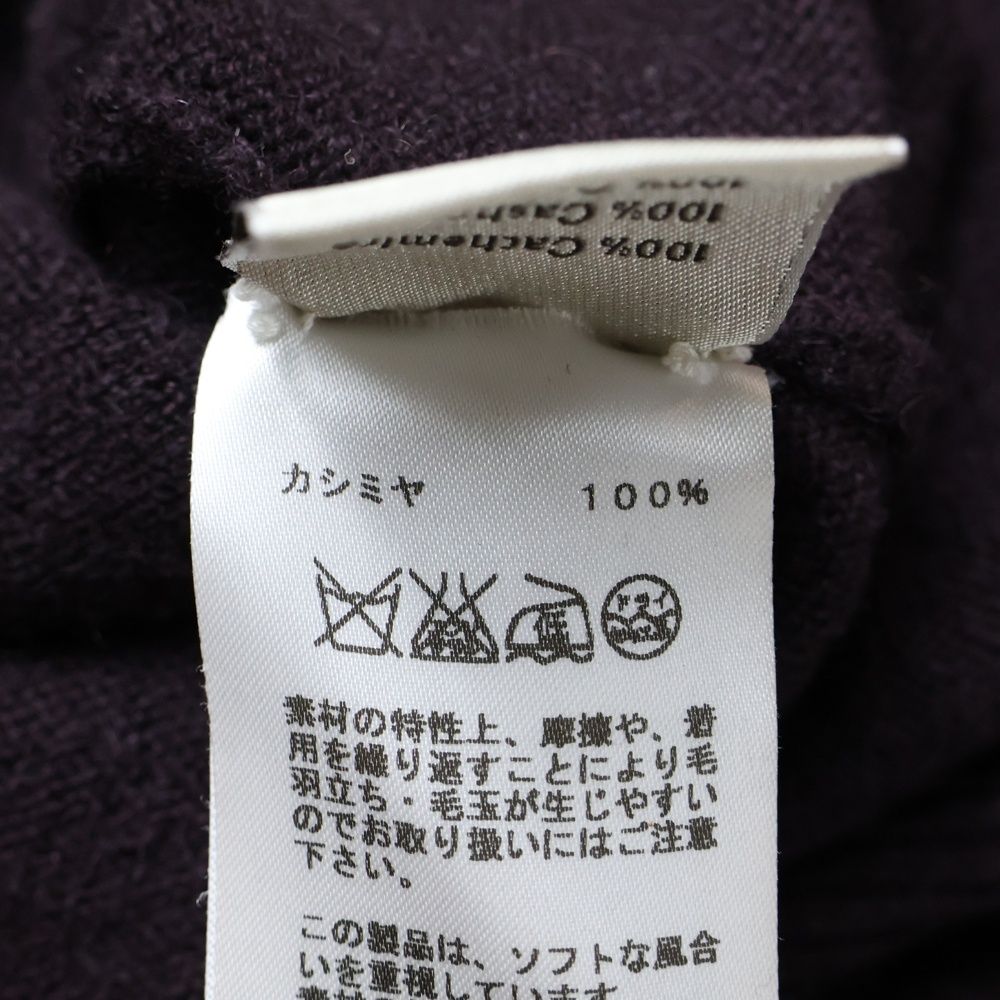 100% Cachemire
100% Cash
カシミヤ 100%
ドライ
素材の特性上、摩擦や、着
用を繰り返すことにより毛
羽立ち・毛玉が生じやすい
のでお取り扱いにはご注意
下さい。
この製品は、ソフトな風合
いを重視しています